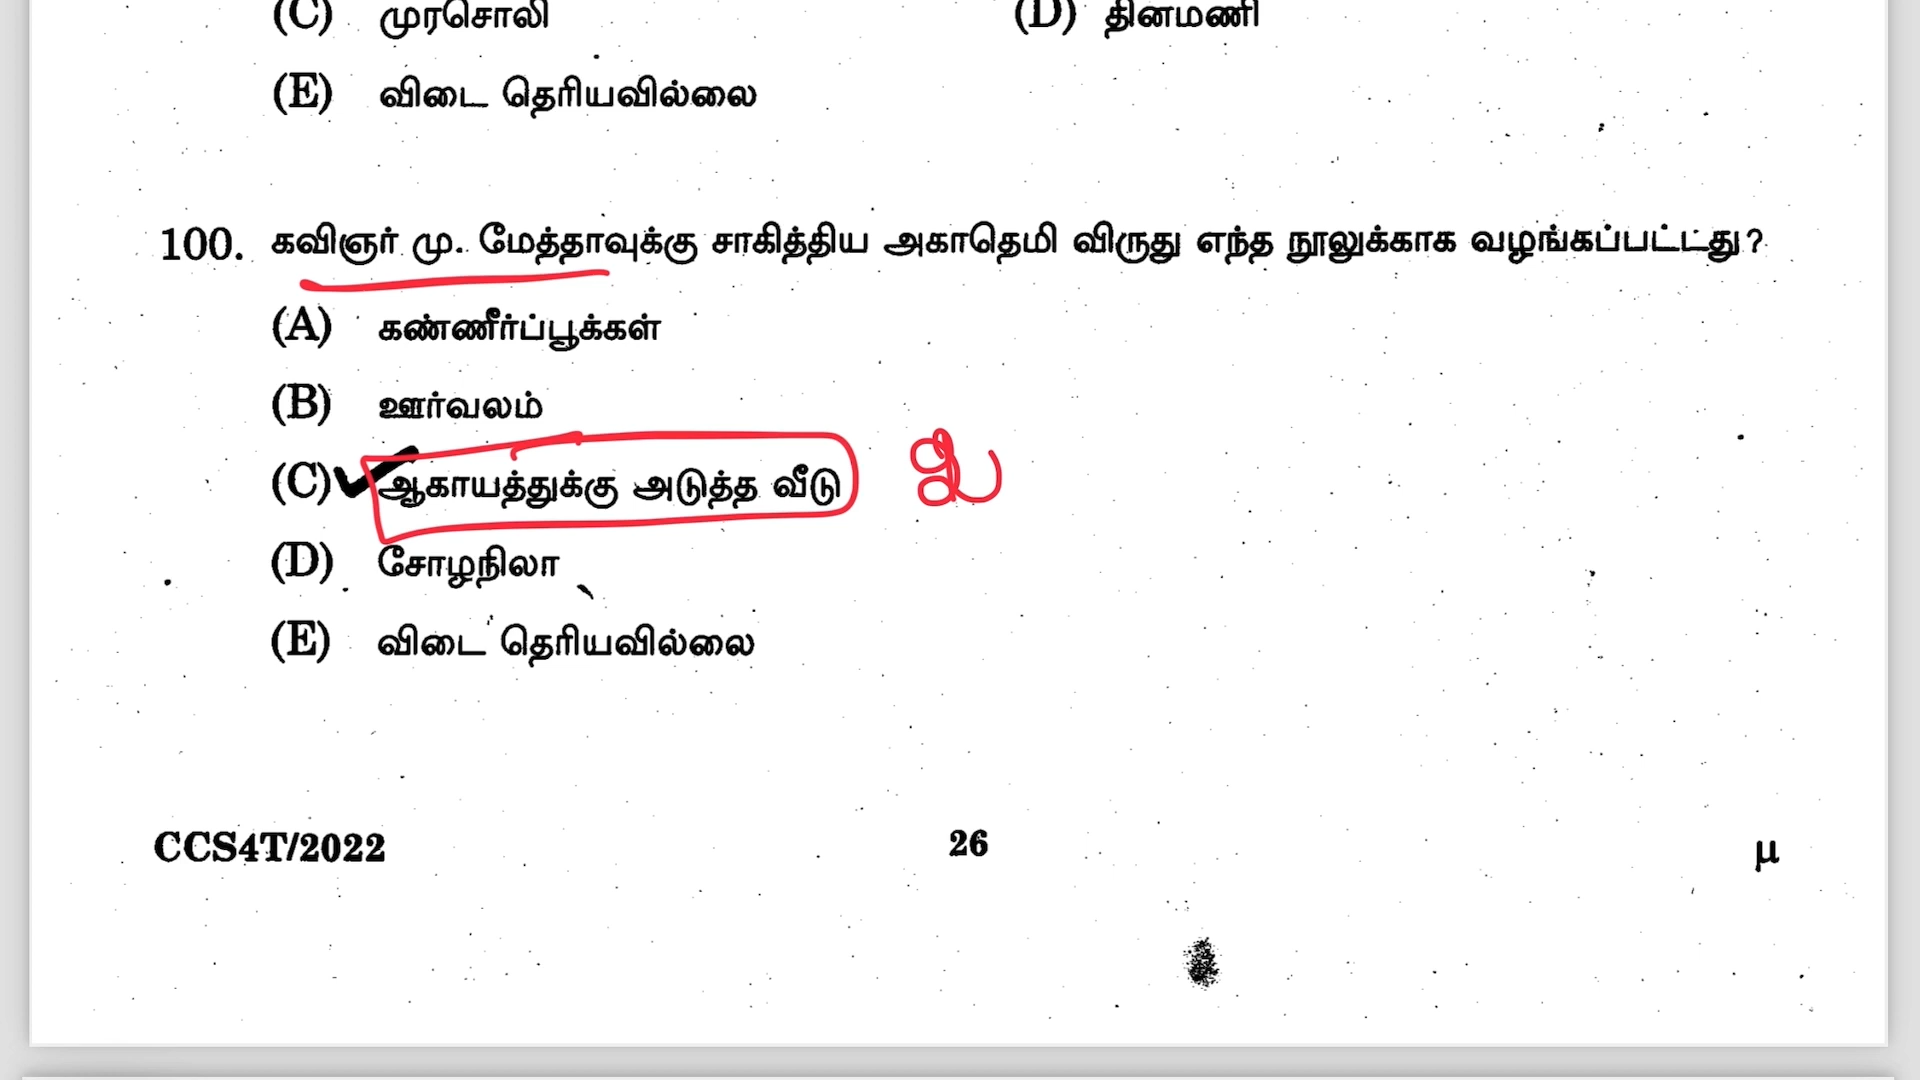 (C) முரசொலி (D) தினமணி
(E) விடை தெரியவில்லை
100. கவிஞர் மு. மேத்தாவுக்கு சாகித்திய அகாதெமி விருது எந்த நூலுக்காக வழங்கப்பட்டது?
(A) கண்ணீர்ப்பூக்கள்
(B) ஊர்வலம்
(C) ஆகாயத்துக்கு அடுத்த வீடு
(D) சோழநிலா
(E) விடை தெரியவில்லை
CCS4T/2022 26 µ